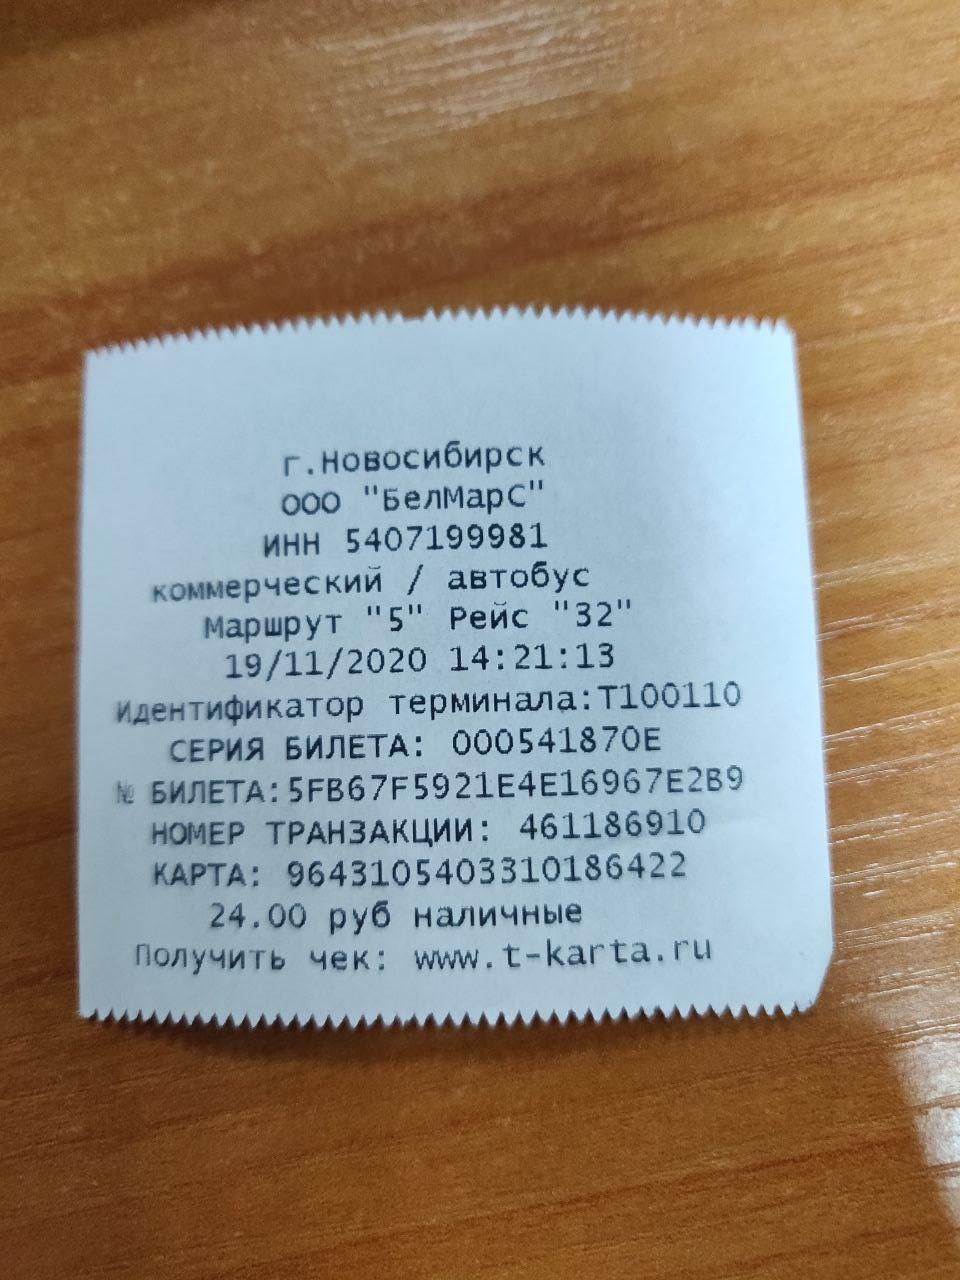 г.Новосибирск
ООО "БелМарС"
ИНН 5407199981
коммерческий / автобус
Маршрут "5" Рейс "32"
19/11/2020 14:21:13
Идентификатор терминала:T100110
СЕРИЯ БИЛЕТА: 000541870E
№ БИЛЕТА:5FB67F5921E4E16967E2B9
НОМЕР ТРАНЗАКЦИИ: 461186910
КАРТА: 9643105403310186422
24.00 руб наличные
Получить чек: www.t-karta.ru